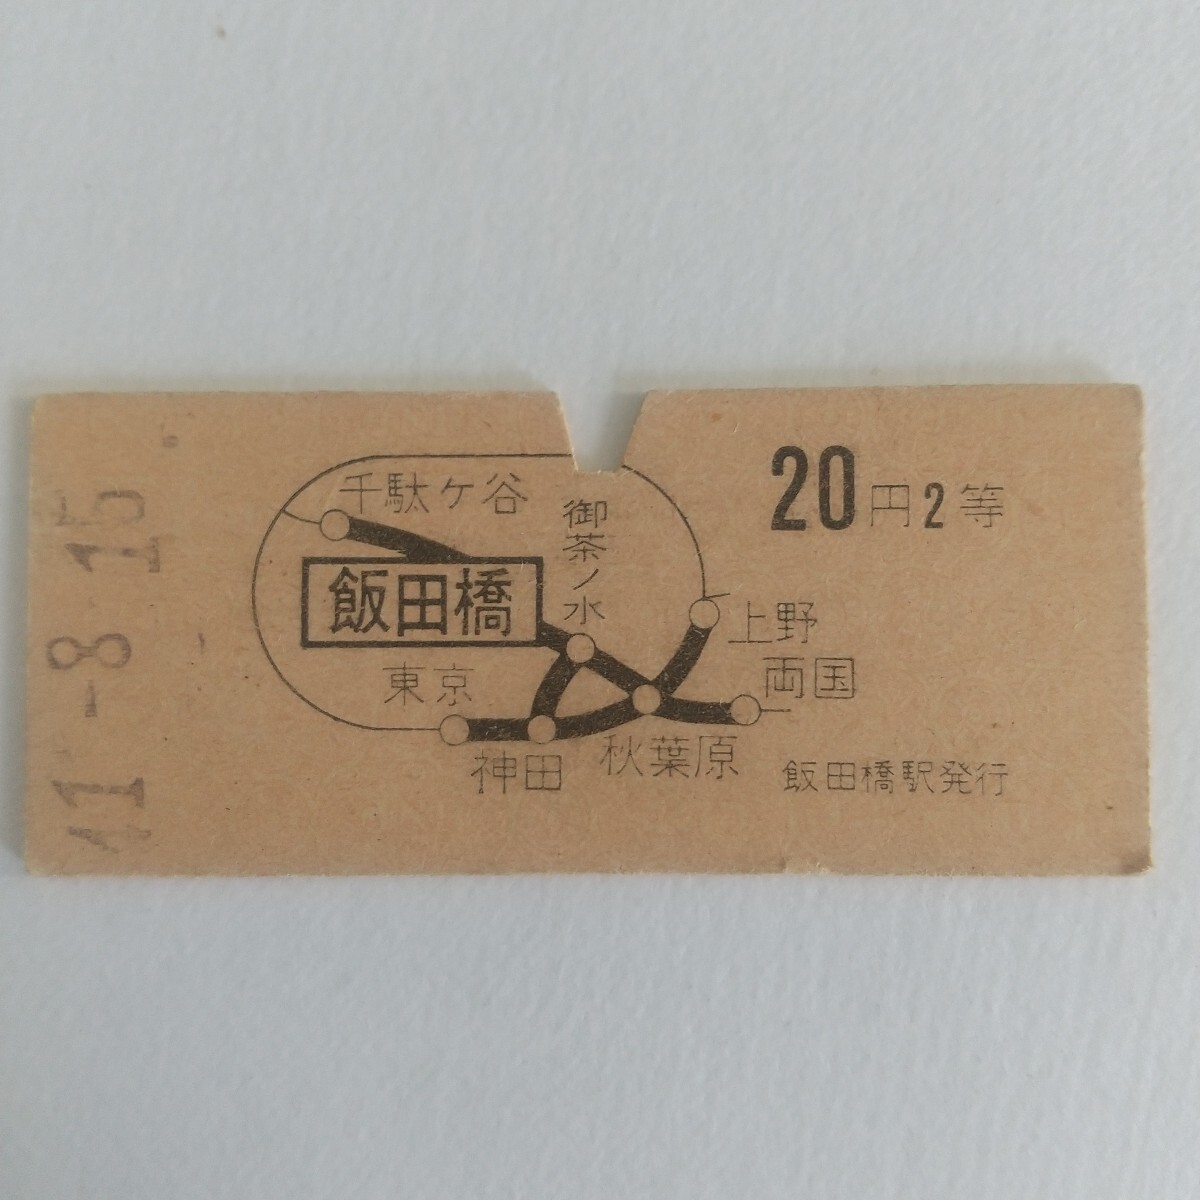 41-8 15
千駄ケ谷
御茶ノ水
飯田橋
上野
両国
東京
神田
秋葉原
20円2等
飯田橋駅発行